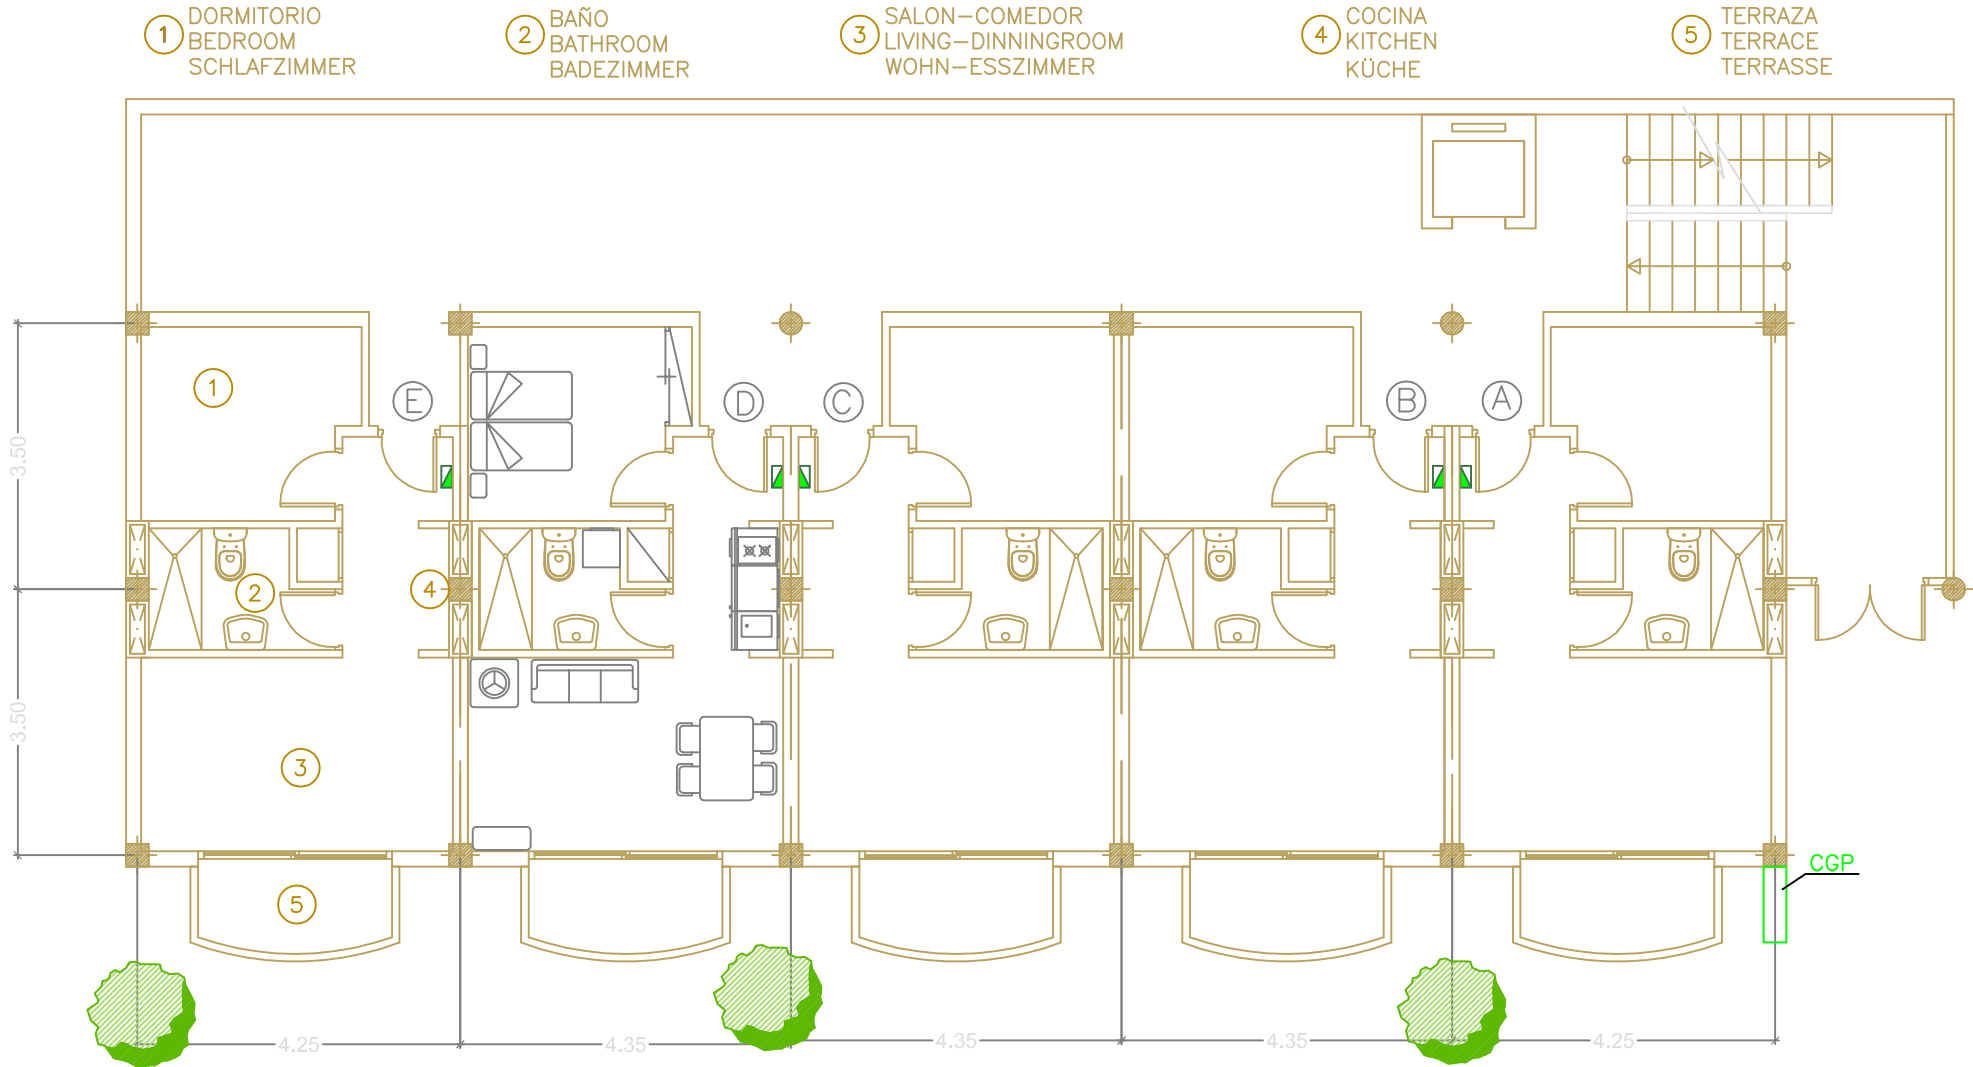 1 DORMITORIO
BEDROOM
SCHLAFZIMMER
2 BAÑO
BATHROOM
BADEZIMMER
3 SALON-COMEDOR
LIVING-DINNINGROOM
WOHN-ESSZIMMER
4 COCINA
KITCHEN
KÜCHE
5 TERRAZA
TERRACE
TERRASSE
1
E
D
C
B
A
3.50
2
4
3.50
3
5
CGP
4.25
4.35
4.35
4.35
4.25